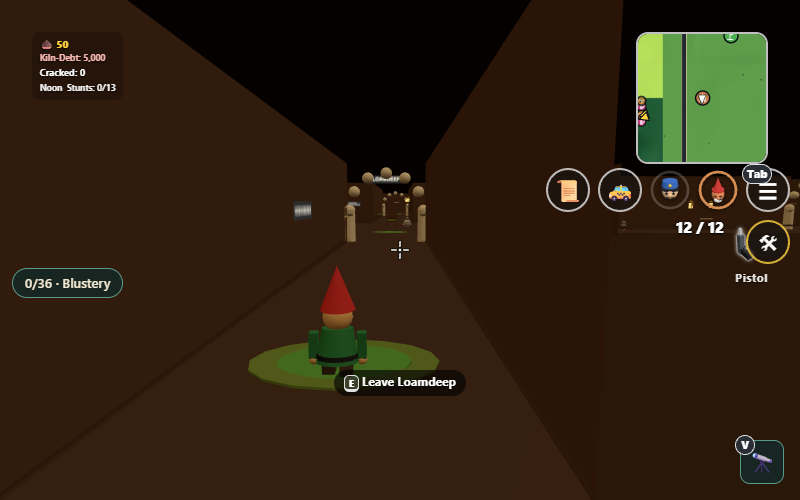 50
Kiln-Debt: 5,000
Cracked: 0
Noon Stunts: 0/13
Tab
12 / 12
Pistol
0/36 · Blustery
E Leave Loamdeep
V